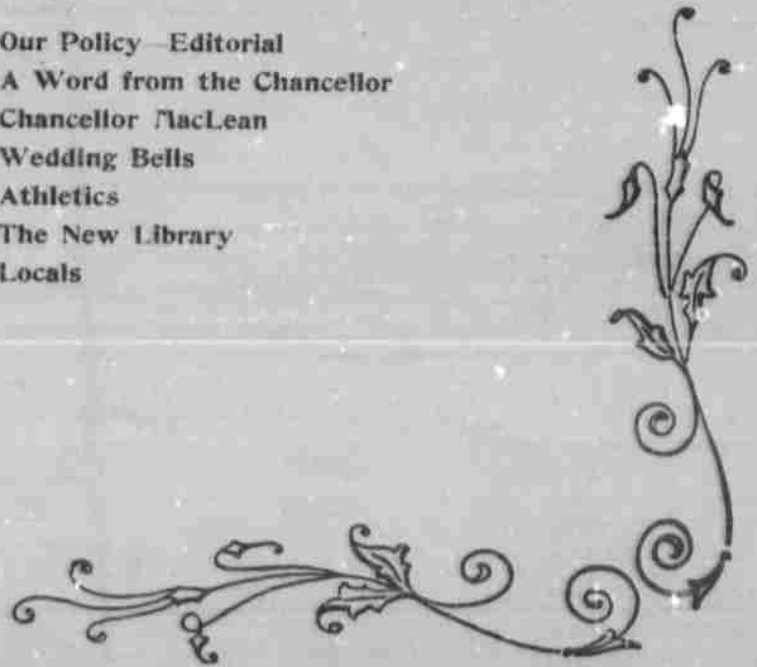 Our Policy Editorial
A Word from the Chancellor
Chancellor MacLean
Wedding Bells
Athletics
The New Library
Locals